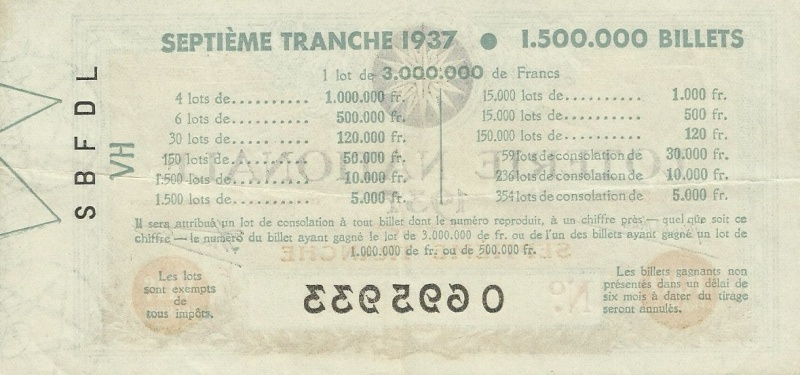 SEPTIÈME TRANCHE 1937 • 1.500.000 BILLETS
1 lot de 3.000.000 de Francs
4 lots de.......... 1.000.000 fr.
6 lots de.......... 500.000 fr.
30 lots de.......... 120.000 fr.
150 lots de.......... 50.000 fr.
1.500 lots de.......... 10.000 fr.
1.500 lots de.......... 5.000 fr.
15.000 lots de.......... 1.000 fr.
15.000 lots de.......... 500 fr.
150.000 lots de.......... 120 fr.
59 lots de consolation de 30.000 fr.
236 lots de consolation de 10.000 fr.
354 lots de consolation de 5.000 fr.
Il sera attribué un lot de consolation à tout billet dont le numéro reproduit, à un chiffre près — quel que soit ce
chiffre — le numéro du billet ayant gagné le lot de 3.000.000 de fr. ou de l'un des billets ayant gagné un lot de
1.000.000 de fr. ou de 500.000 fr.
Les lots
sont exempts
de
tous impôts.
Nº 0695933
Les billets gagnants non
présentés dans un délai de
six mois à dater du tirage
seront annulés.
SBFDL
VH